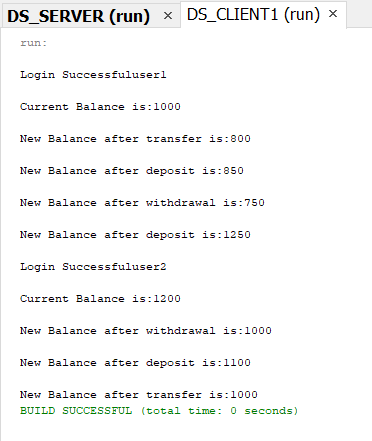 DS_SERVER (run) × DS_CLIENT1 (run) ×
run:
Login Successfuluser1
Current Balance is:1000
New Balance after transfer is:800
New Balance after deposit is:850
New Balance after withdrawal is:750
New Balance after deposit is:1250
Login Successfuluser2
Current Balance is:1200
New Balance after withdrawal is:1000
New Balance after deposit is:1100
New Balance after transfer is:1000
BUILD SUCCESSFUL (total time: 0 seconds)